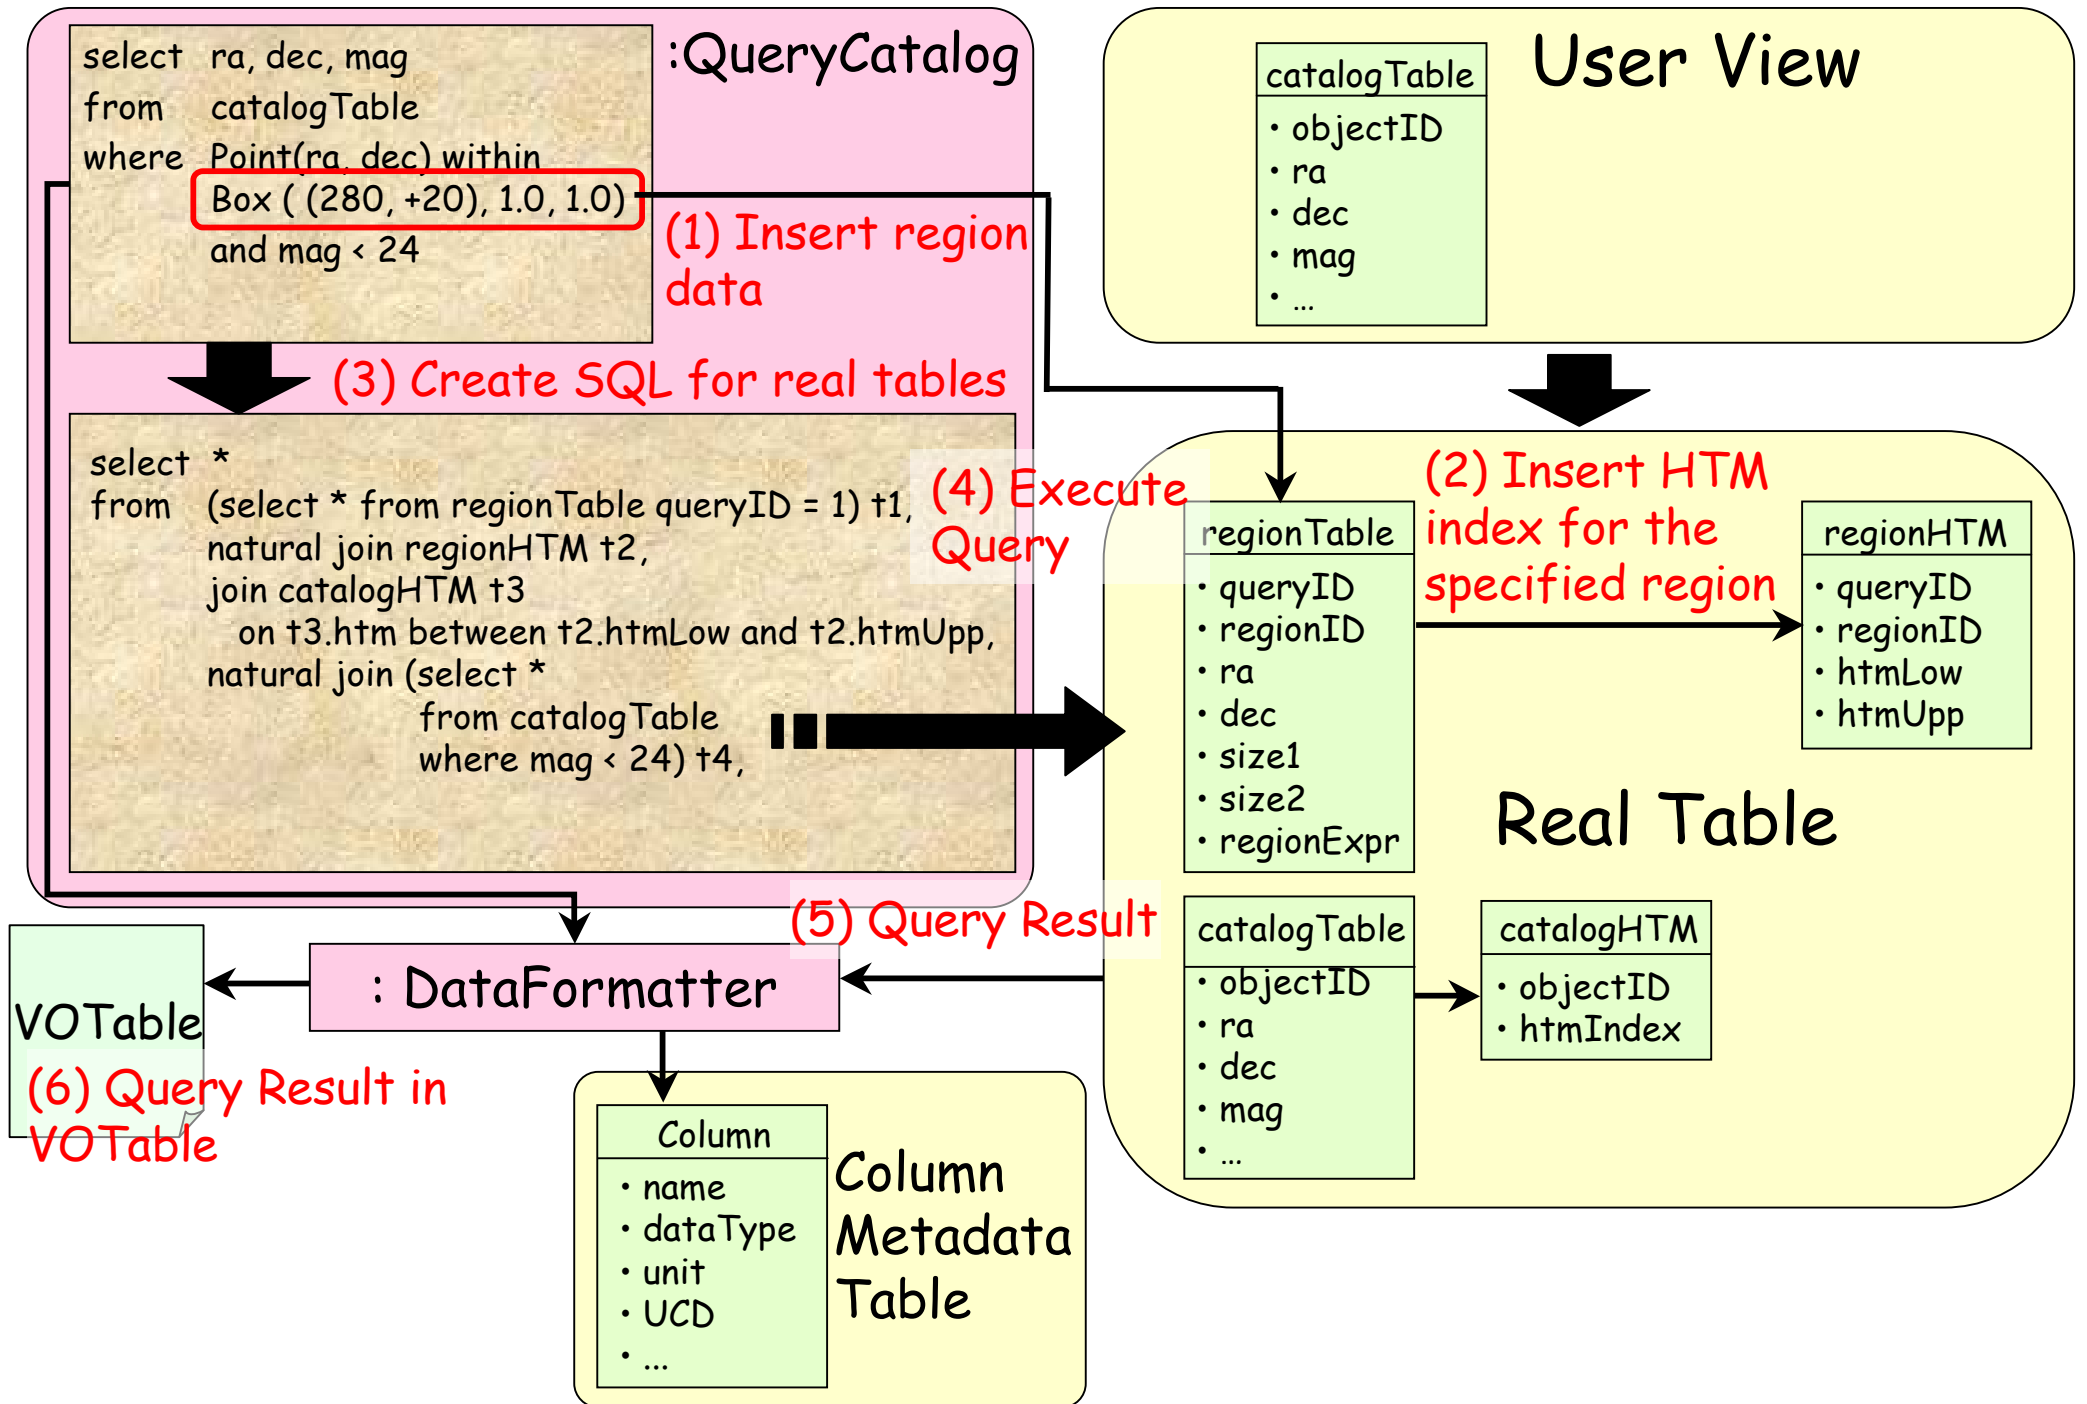 :QueryCatalog
select ra, dec, mag
from catalogTable
where Point(ra, dec) within
Box ( (280, +20), 1.0, 1.0)
and mag < 24
(1) Insert region
data
(3) Create SQL for real tables
select *
from (select * from regionTable queryID = 1) t1,
natural join regionHTM t2,
join catalogHTM t3
on t3.htm between t2.htmLow and t2.htmUpp,
natural join (select *
from catalogTable
where mag < 24) t4,
(4) Execute
Query
User View
catalogTable
・objectID
・ra
・dec
・mag
・...
(2) Insert HTM
index for the
specified region
regionTable
・queryID
・regionID
・ra
・dec
・size1
・size2
・regionExpr
regionHTM
・queryID
・regionID
・htmLow
・htmUpp
Real Table
catalogTable
・objectID
・ra
・dec
・mag
・...
catalogHTM
・objectID
・htmIndex
(5) Query Result
: DataFormatter
VOTable
(6) Query Result in
VOTable
Column
・name
・dataType
・unit
・UCD
・...
Column
Metadata
Table